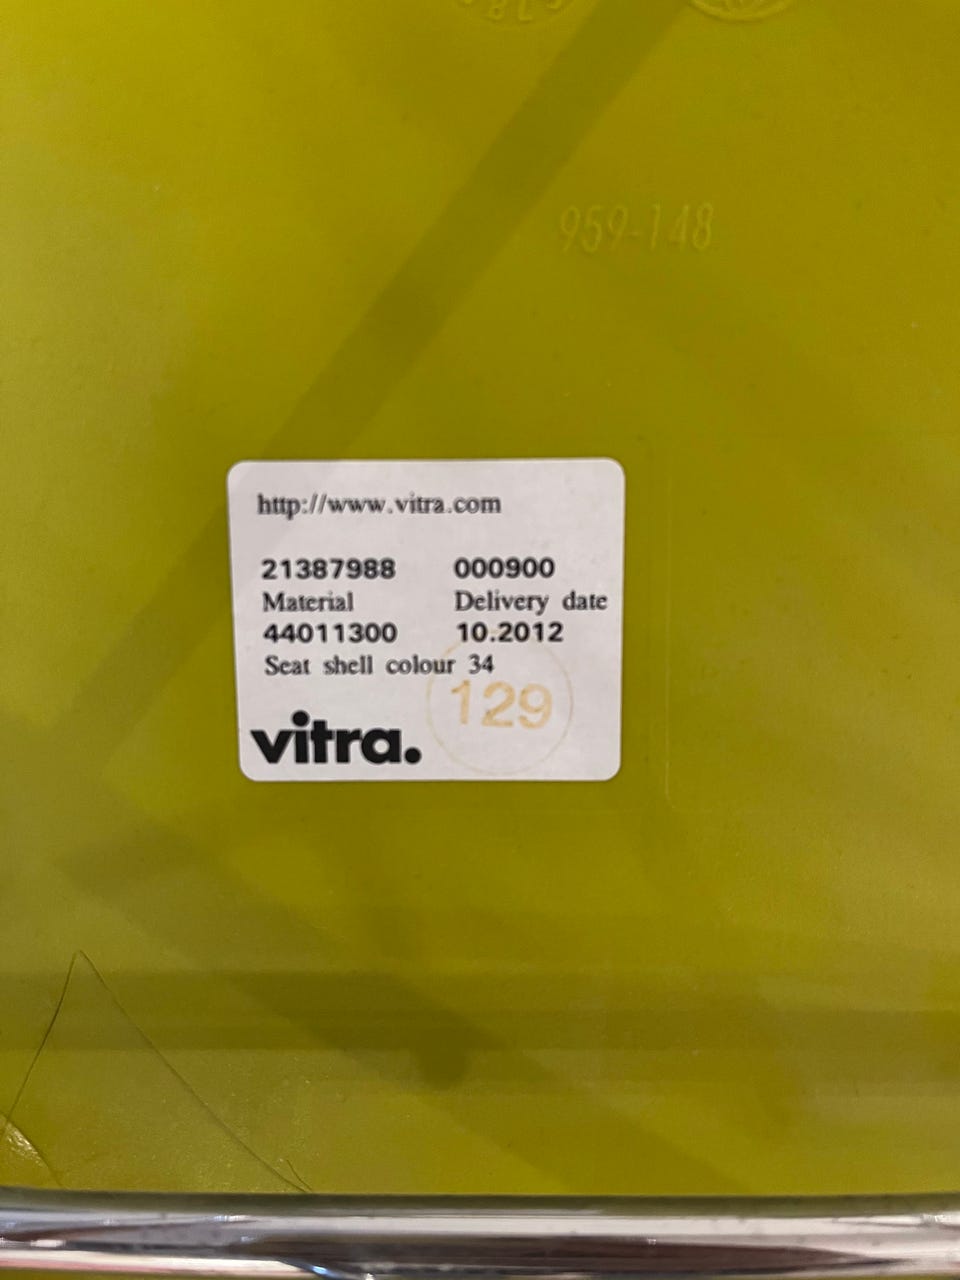 959-148
http://www.vitra.com
21387988 000900
Material Delivery date
44011300 10.2012
Seat shell colour 34
129
vitra.